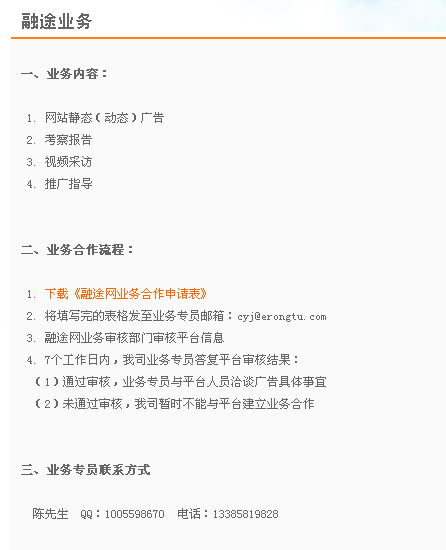 融途业务
一、业务内容：
1. 网站静态（动态）广告
2. 考察报告
3. 视频采访
4. 推广指导
二、业务合作流程：
1. 下载《融途网业务合作申请表》
2. 将填写完的表格发至业务专员邮箱：cyj@erongtu.com
3. 融途网业务审核部门审核平台信息
4. 7个工作日内，我司业务专员答复平台审核结果：
（1）通过审核，业务专员与平台人员洽谈广告具体事宜
（2）未通过审核，我司暂时不能与平台建立业务合作
三、业务专员联系方式
陈先生 QQ：1005598670 电话：13385819828